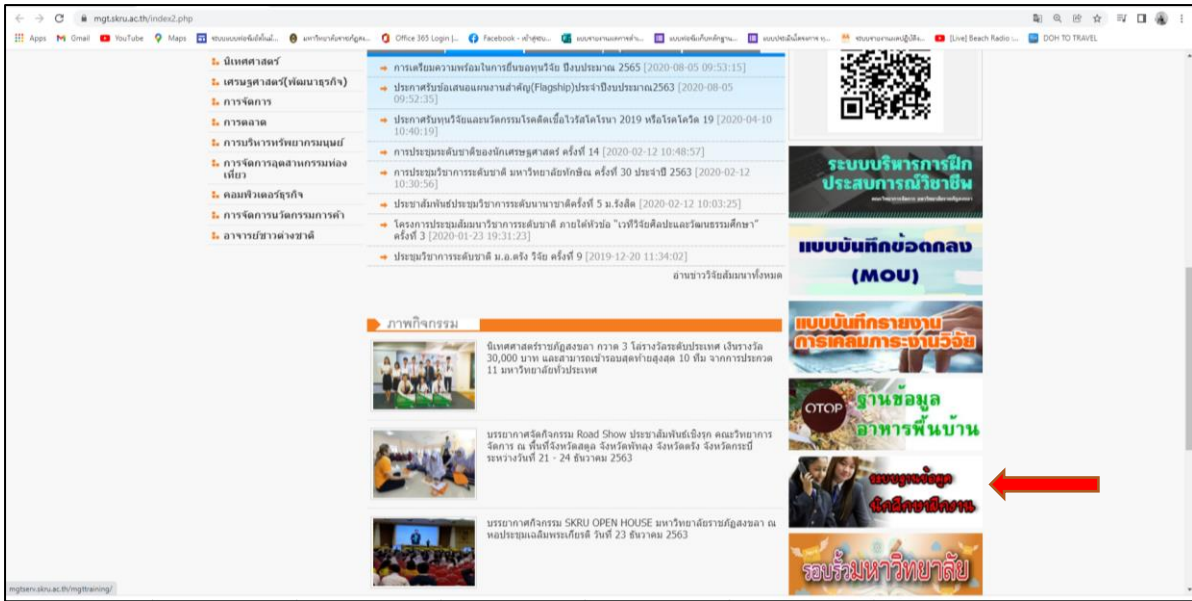 mgt.skru.ac.th/index2.php
Apps
Gmail
YouTube
Maps
Office 365 Login |...
Facebook - เข้าสู่ระบ...
[Live] Beach Radio :...
DOH TO TRAVEL
นิเทศศาสตร์
เศรษฐศาสตร์(พัฒนาธุรกิจ)
การจัดการ
การตลาด
การบริหารทรัพยากรมนุษย์
การจัดการอุตสาหกรรมท่อง
เที่ยว
คอมพิวเตอร์ธุรกิจ
การจัดการนวัตกรรมการค้า
อาจารย์ชาวต่างชาติ
การเตรียมความพร้อมในการยื่นขอทุนวิจัย ปีงบประมาณ 2565 [2020-08-05 09:53:15]
ประกาศรับข้อเสนอแผนงานสำคัญ(Flagship)ประจำปีงบประมาณ2563 [2020-08-05
09:52:35]
ประกาศรับทุนวิจัยและนวัตกรรมโรคติดเชื้อไวรัสโคโรนา 2019 หรือโรคโควิด 19 [2020-04-10
10:40:19]
การประชุมระดับชาติของนักเศรษฐศาสตร์ ครั้งที่ 14 [2020-02-12 10:48:57]
การประชุมวิชาการระดับชาติ มหาวิทยาลัยทักษิณ ครั้งที่ 30 ประจำปี 2563 [2020-02-12
10:30:56]
ประชาสัมพันธ์ประชุมวิชาการระดับนานาชาติครั้งที่ 5 ม.รังสิต [2020-02-12 10:03:25]
โครงการประชุมสัมมนาวิชาการระดับชาติ ภายใต้หัวข้อ "เวทีวิจัยศิลปะและวัฒนธรรมศึกษา"
ครั้งที่ 3 [2020-01-23 19:31:23]
ประชุมวิชาการระดับชาติ ม.อ.ตรัง วิจัย ครั้งที่ 9 [2019-12-20 11:34:02]
อ่านข่าววิจัยสัมมนาทั้งหมด
ภาพกิจกรรม
นิเทศศาสตร์ราชภัฏสงขลา กวาด 3 โล่รางวัลระดับประเทศ เงินรางวัล
30,000 บาท และสามารถเข้ารอบสุดท้ายสูงสุด 10 ทีม จากการประกวด
11 มหาวิทยาลัยทั่วประเทศ
บรรยากาศจัดกิจกรรม Road Show ประชาสัมพันธ์เชิงรุก คณะวิทยาการ
จัดการ ณ พื้นที่จังหวัดสตูล จังหวัดพัทลุง จังหวัดตรัง จังหวัดกระบี่
ระหว่างวันที่ 21 - 24 ธันวาคม 2563
บรรยากาศกิจกรรม SKRU OPEN HOUSE มหาวิทยาลัยราชภัฏสงขลา ณ
หอประชุมเฉลิมพระเกียรติ วันที่ 23 ธันวาคม 2563
ระบบบริหารการฝึก
ประสบการณ์วิชาชีพ
แบบบันทึกข้อตกลง
(MOU)
แบบบันทึกรายงาน
การเคลมภาระงานวิจัย
OTOP
ฐานข้อมูล
อาหารพื้นบ้าน
ระบบฐานข้อมูล
นักศึกษาฝึกงาน
รอบรั้วมหาวิทยาลัย
mgtserv.skru.ac.th/mgttraining/